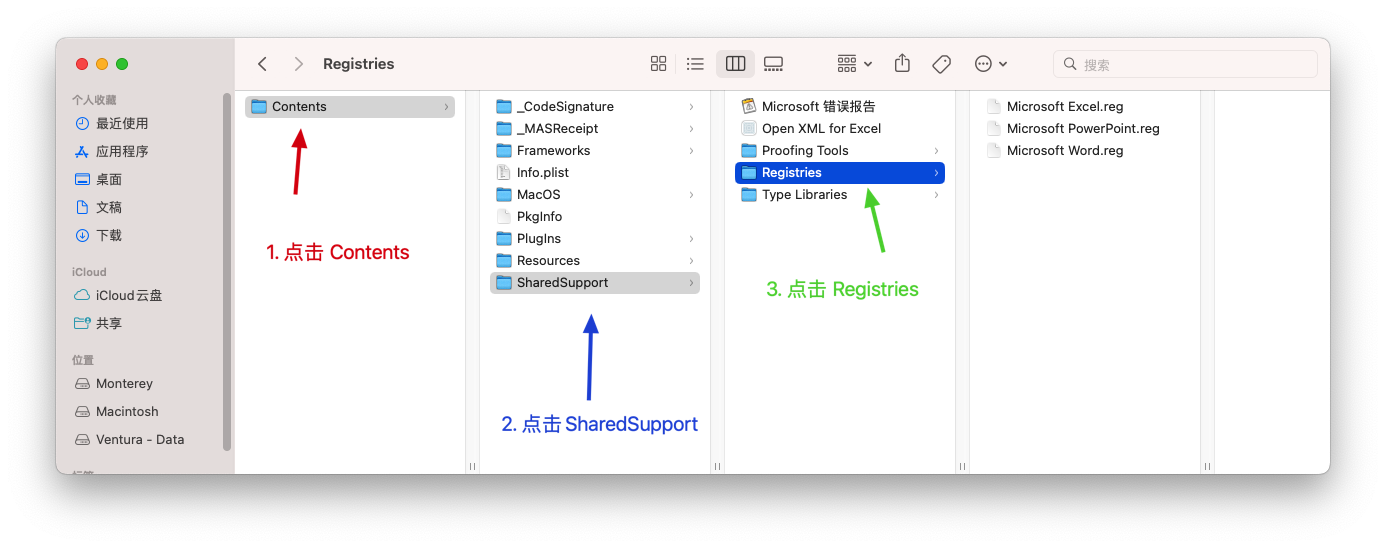 Registries
搜索
个人收藏
最近使用
应用程序
桌面
文稿
下载
iCloud
iCloud云盘
共享
位置
Monterey
Macintosh
Ventura - Data
标签
Contents
1. 点击 Contents
_CodeSignature
_MASReceipt
Frameworks
Info.plist
MacOS
PkgInfo
PlugIns
Resources
SharedSupport
2. 点击 SharedSupport
Microsoft 错误报告
Open XML for Excel
Proofing Tools
Registries
Type Libraries
3. 点击 Registries
Microsoft Excel.reg
Microsoft PowerPoint.reg
Microsoft Word.reg